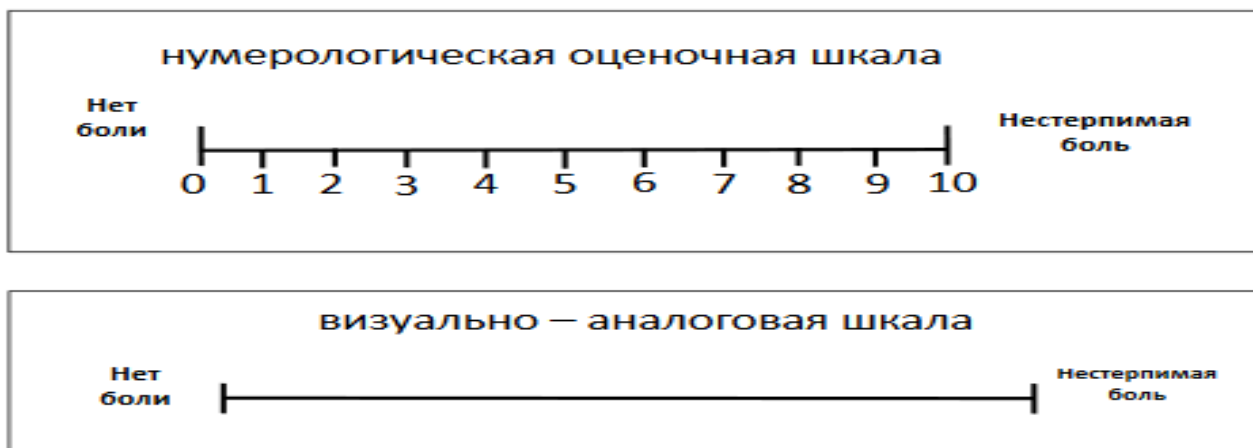 нумерологическая оценочная шкала
Нет
боли
Нестерпимая
боль
0 1 2 3 4 5 6 7 8 9 10
визуально – аналоговая шкала
Нет
боли
Нестерпимая
боль